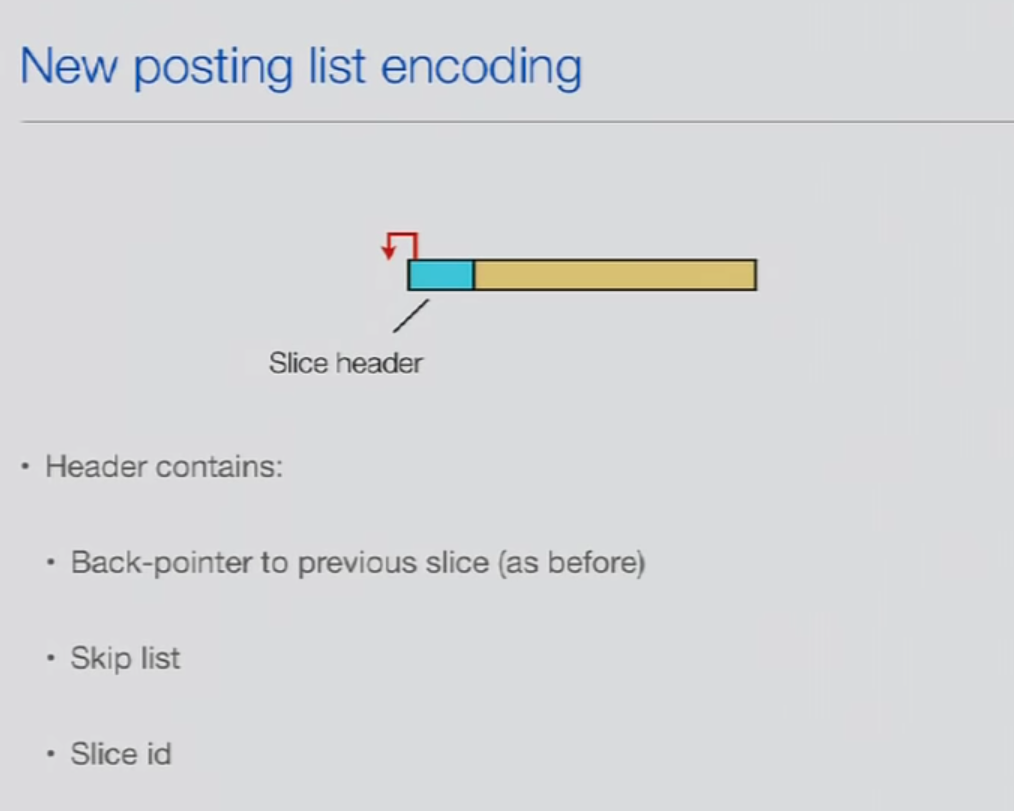 New posting list encoding
Slice header
• Header contains:
• Back-pointer to previous slice (as before)
• Skip list
• Slice id